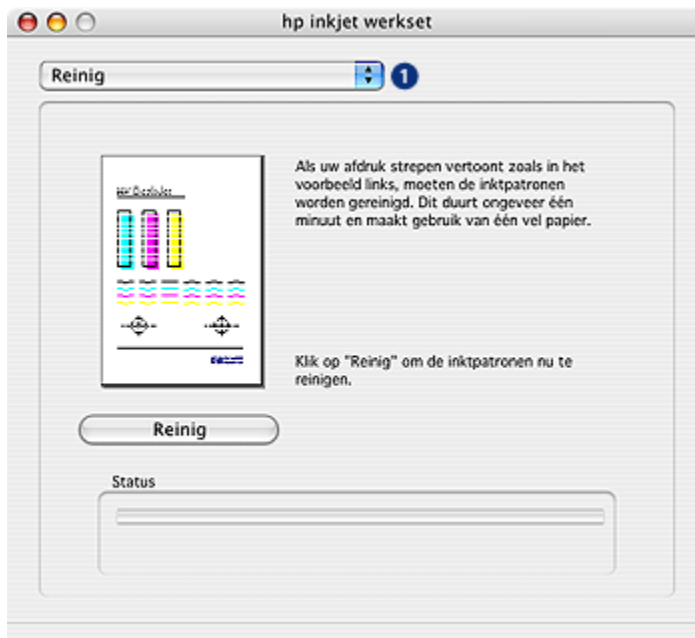 hp inkjet werkset
Reinig
1
Als uw afdruk strepen vertoont zoals in het
voorbeeld links, moeten de inktpatronen
worden gereinigd. Dit duurt ongeveer één
minuut en maakt gebruik van één vel papier.
Klik op "Reinig" om de inktpatronen nu te
reinigen.
Reinig
Status